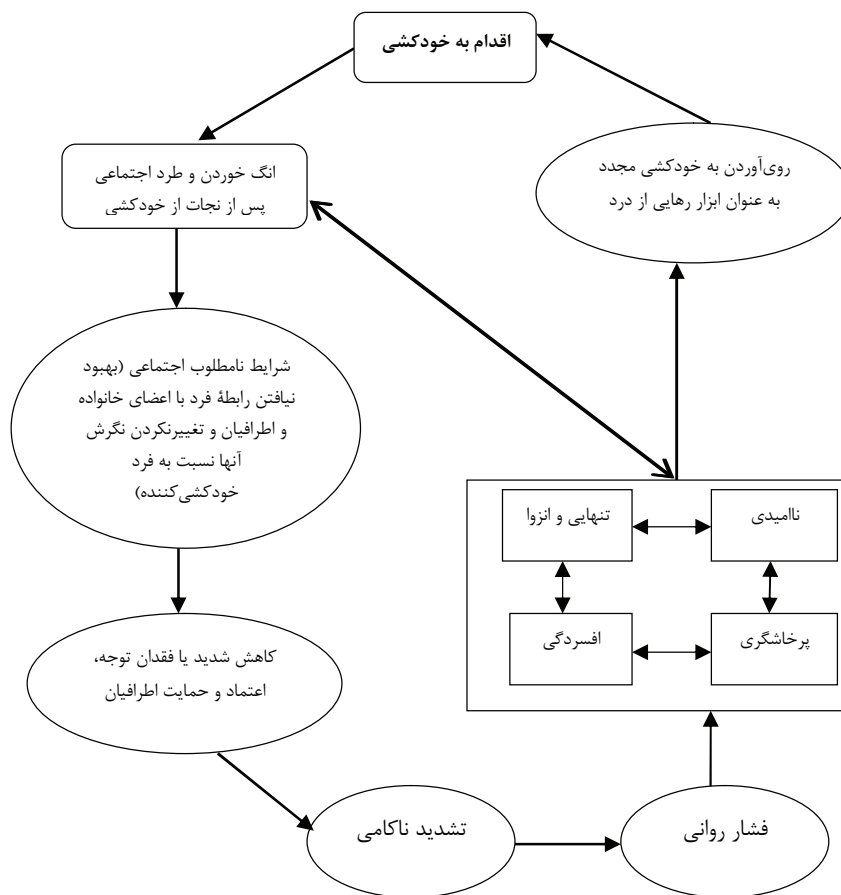 اقدام به خودکشی
انگ خوردن و طرد اجتماعی
پس از نجات از خودکشی
روی‌آوردن به خودکشی مجدد
به عنوان ابزار رهایی از درد
شرایط نامطلوب اجتماعی (بهبود
نیافتن رابطۀ فرد با اعضای خانواده
و اطرافیان و تغییرنکردن نگرش
آنها نسبت به فرد
خودکشی‌کننده)
ناامیدی
تنهایی و انزوا
پرخاشگری
افسردگی
کاهش شدید یا فقدان توجه،
اعتماد و حمایت اطرافیان
تشدید ناکامی
فشار روانی